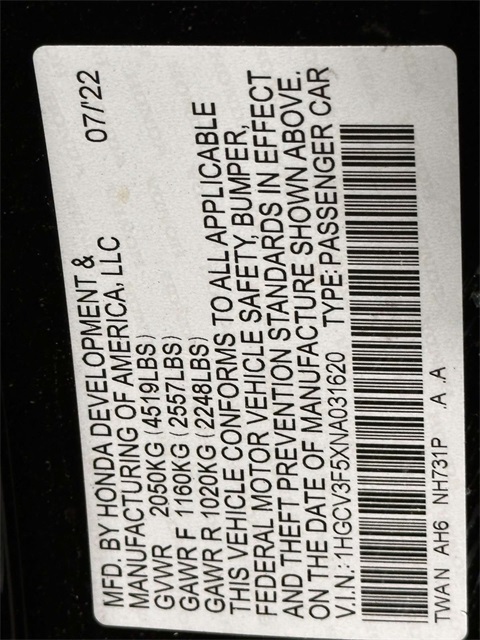 MFD. BY HONDA DEVELOPMENT & 07/'22
MANUFACTURING OF AMERICA, LLC
GVWR 2050KG (4519LBS)
GAWR F 1160KG (2557LBS)
GAWR R 1020KG (2248LBS)
THIS VEHICLE CONFORMS TO ALL APPLICABLE
FEDERAL MOTOR VEHICLE SAFETY, BUMPER,
AND THEFT PREVENTION STANDARDS IN EFFECT
ON THE DATE OF MANUFACTURE SHOWN ABOVE.
V.I.N.: 1HGCV3F5XNA031620 TYPE: PASSENGER CAR
TWAN AH6 NH731P .A .A